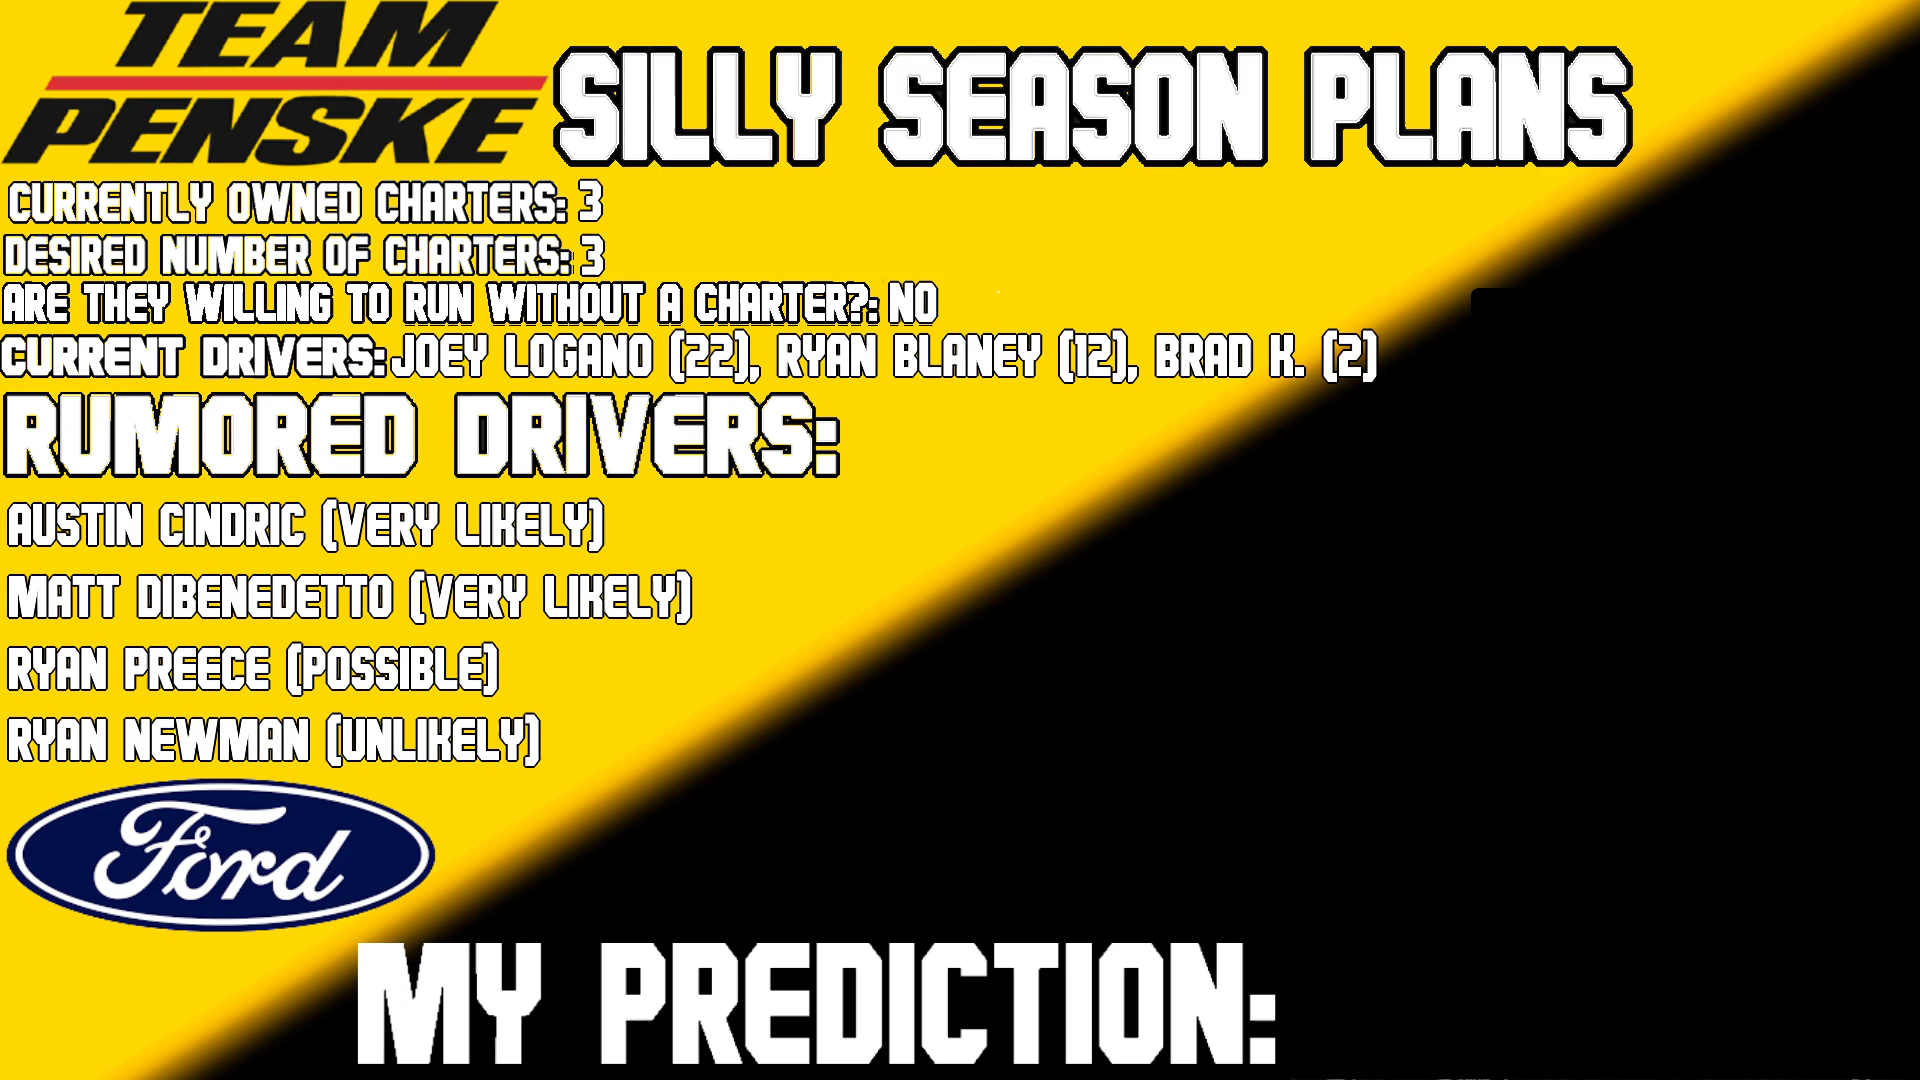 TEAM
PENSKE
SILLY SEASON PLANS
CURRENTLY OWNED CHARTERS: 3
DESIRED NUMBER OF CHARTERS: 3
ARE THEY WILLING TO RUN WITHOUT A CHARTER?: NO
CURRENT DRIVERS: JOEY LOGANO (22), RYAN BLANEY (12), BRAD K. (2)
RUMORED DRIVERS:
AUSTIN CINDRIC (VERY LIKELY)
MATT DIBENEDETTO (VERY LIKELY)
RYAN PREECE (POSSIBLE)
RYAN NEWMAN (UNLIKELY)
Ford
MY PREDICTION: